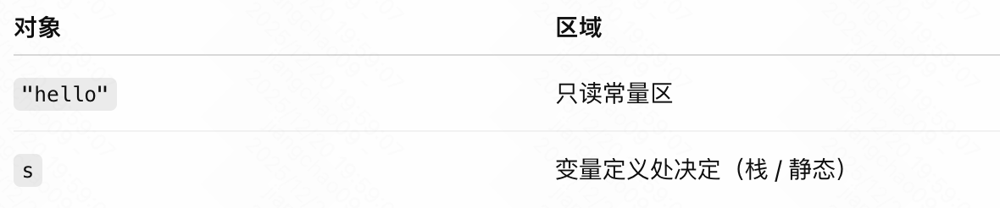 对象 区域
"hello" 只读常量区
s 变量定义处决定（栈 / 静态）